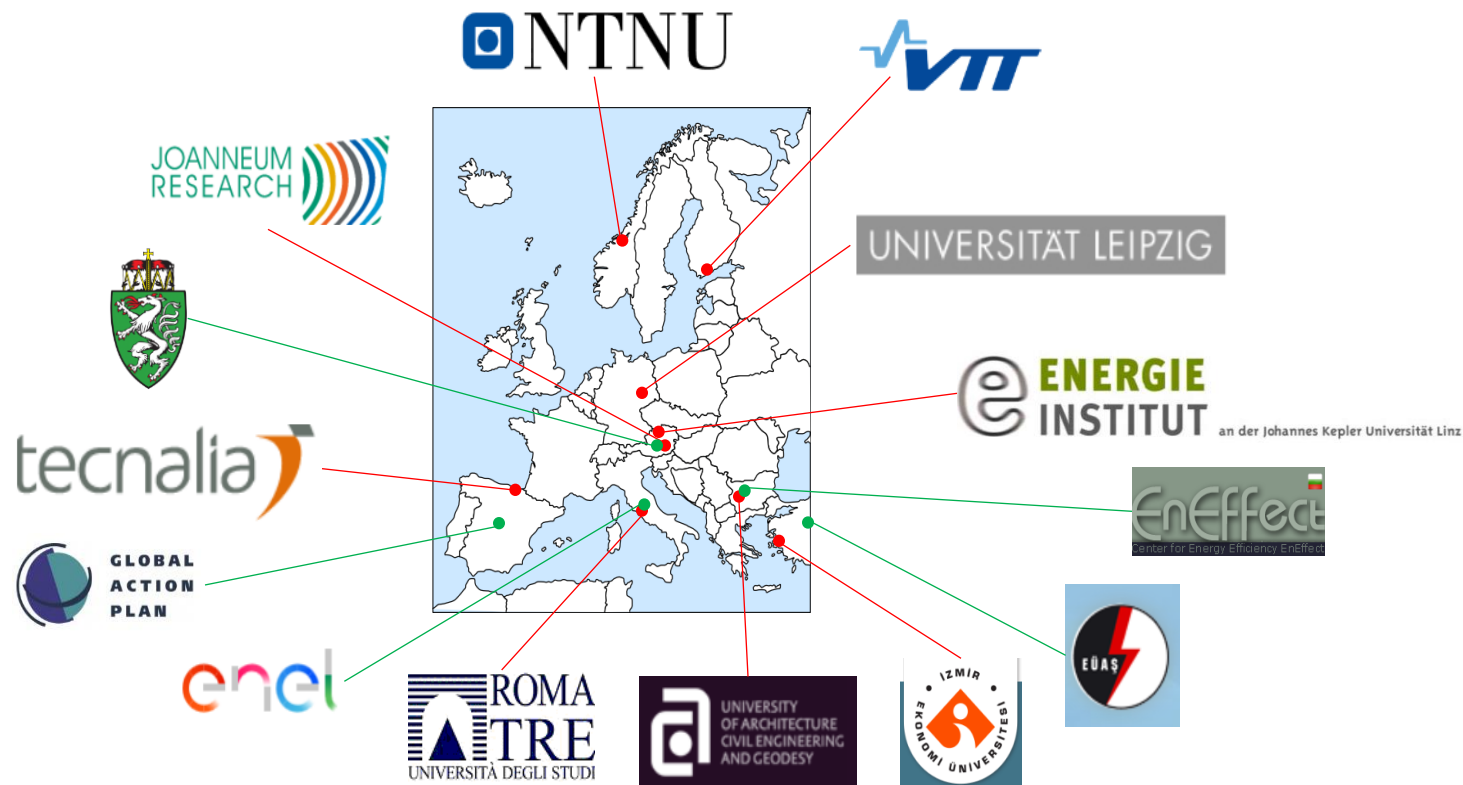 NTNU
VTT
JOANNEUM
RESEARCH
UNIVERSITÄT LEIPZIG
ENERGIE
INSTITUT an der Johannes Kepler Universität Linz
tecnalia
EnEffect
Center for Energy Efficiency EnEffect
GLOBAL
ACTION
PLAN
EÜAŞ
enel
ROMA
TRE
UNIVERSITÀ DEGLI STUDI
UNIVERSITY
OF ARCHITECTURE
CIVIL ENGINEERING
AND GEODESY
IZMİR
EKONOMİ ÜNİVERSİTESİ